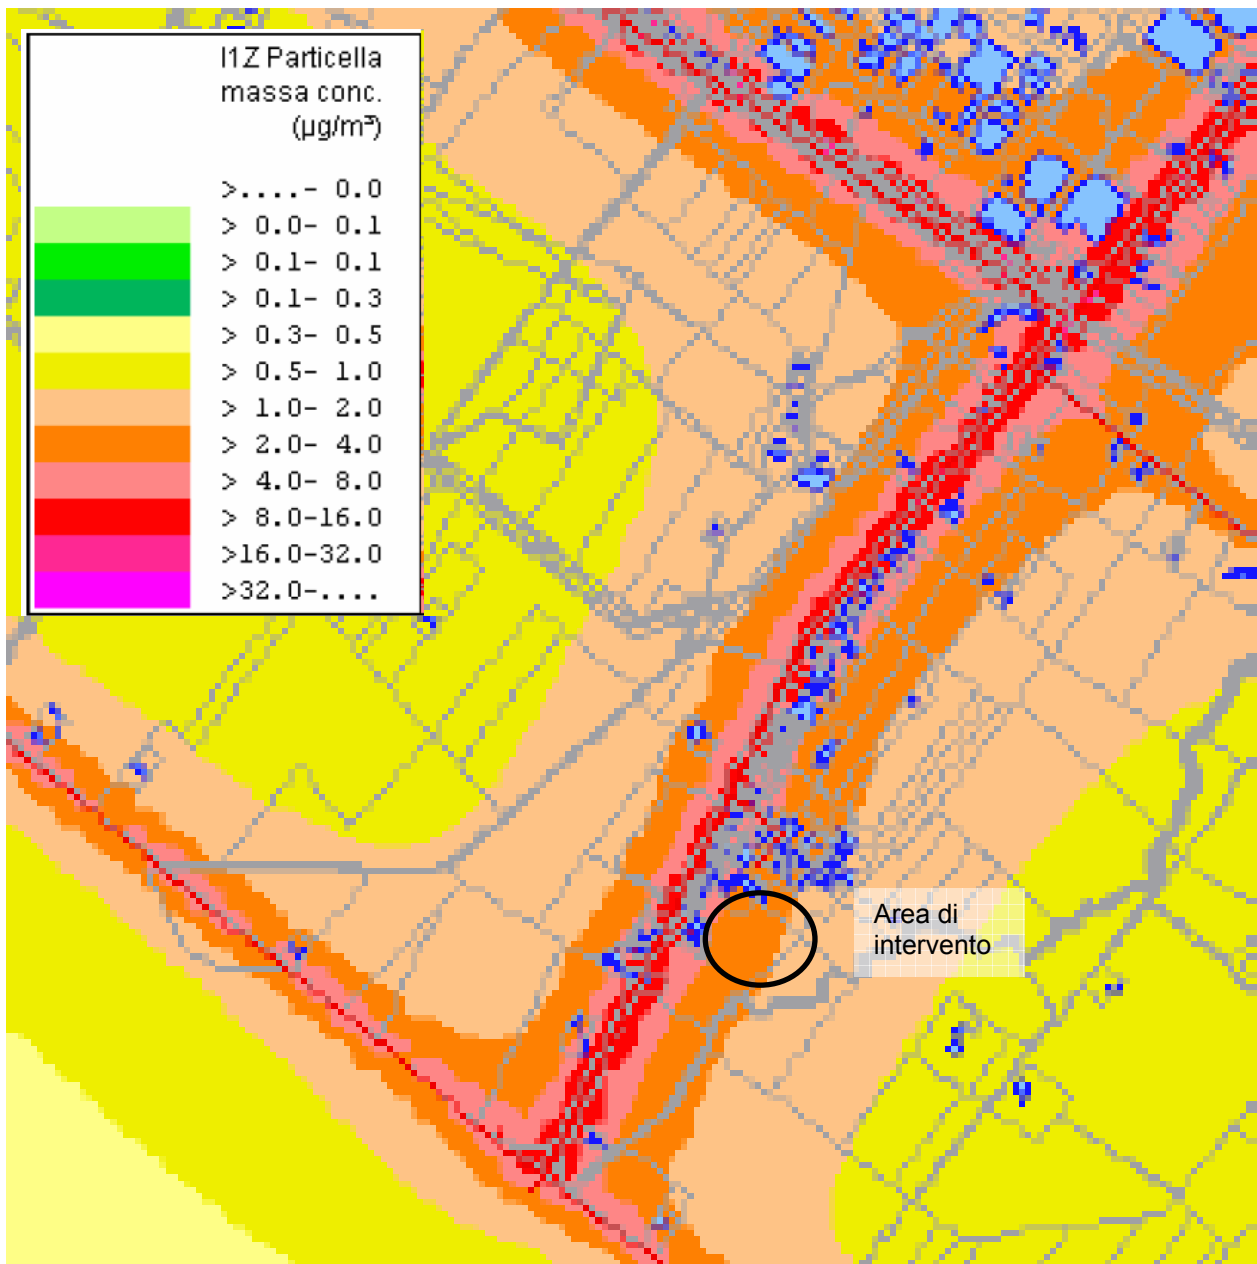 I1Z Particella
massa conc.
(µg/m³)
>....- 0.0
> 0.0- 0.1
> 0.1- 0.1
> 0.1- 0.3
> 0.3- 0.5
> 0.5- 1.0
> 1.0- 2.0
> 2.0- 4.0
> 4.0- 8.0
> 8.0-16.0
>16.0-32.0
>32.0-....
Area di
intervento